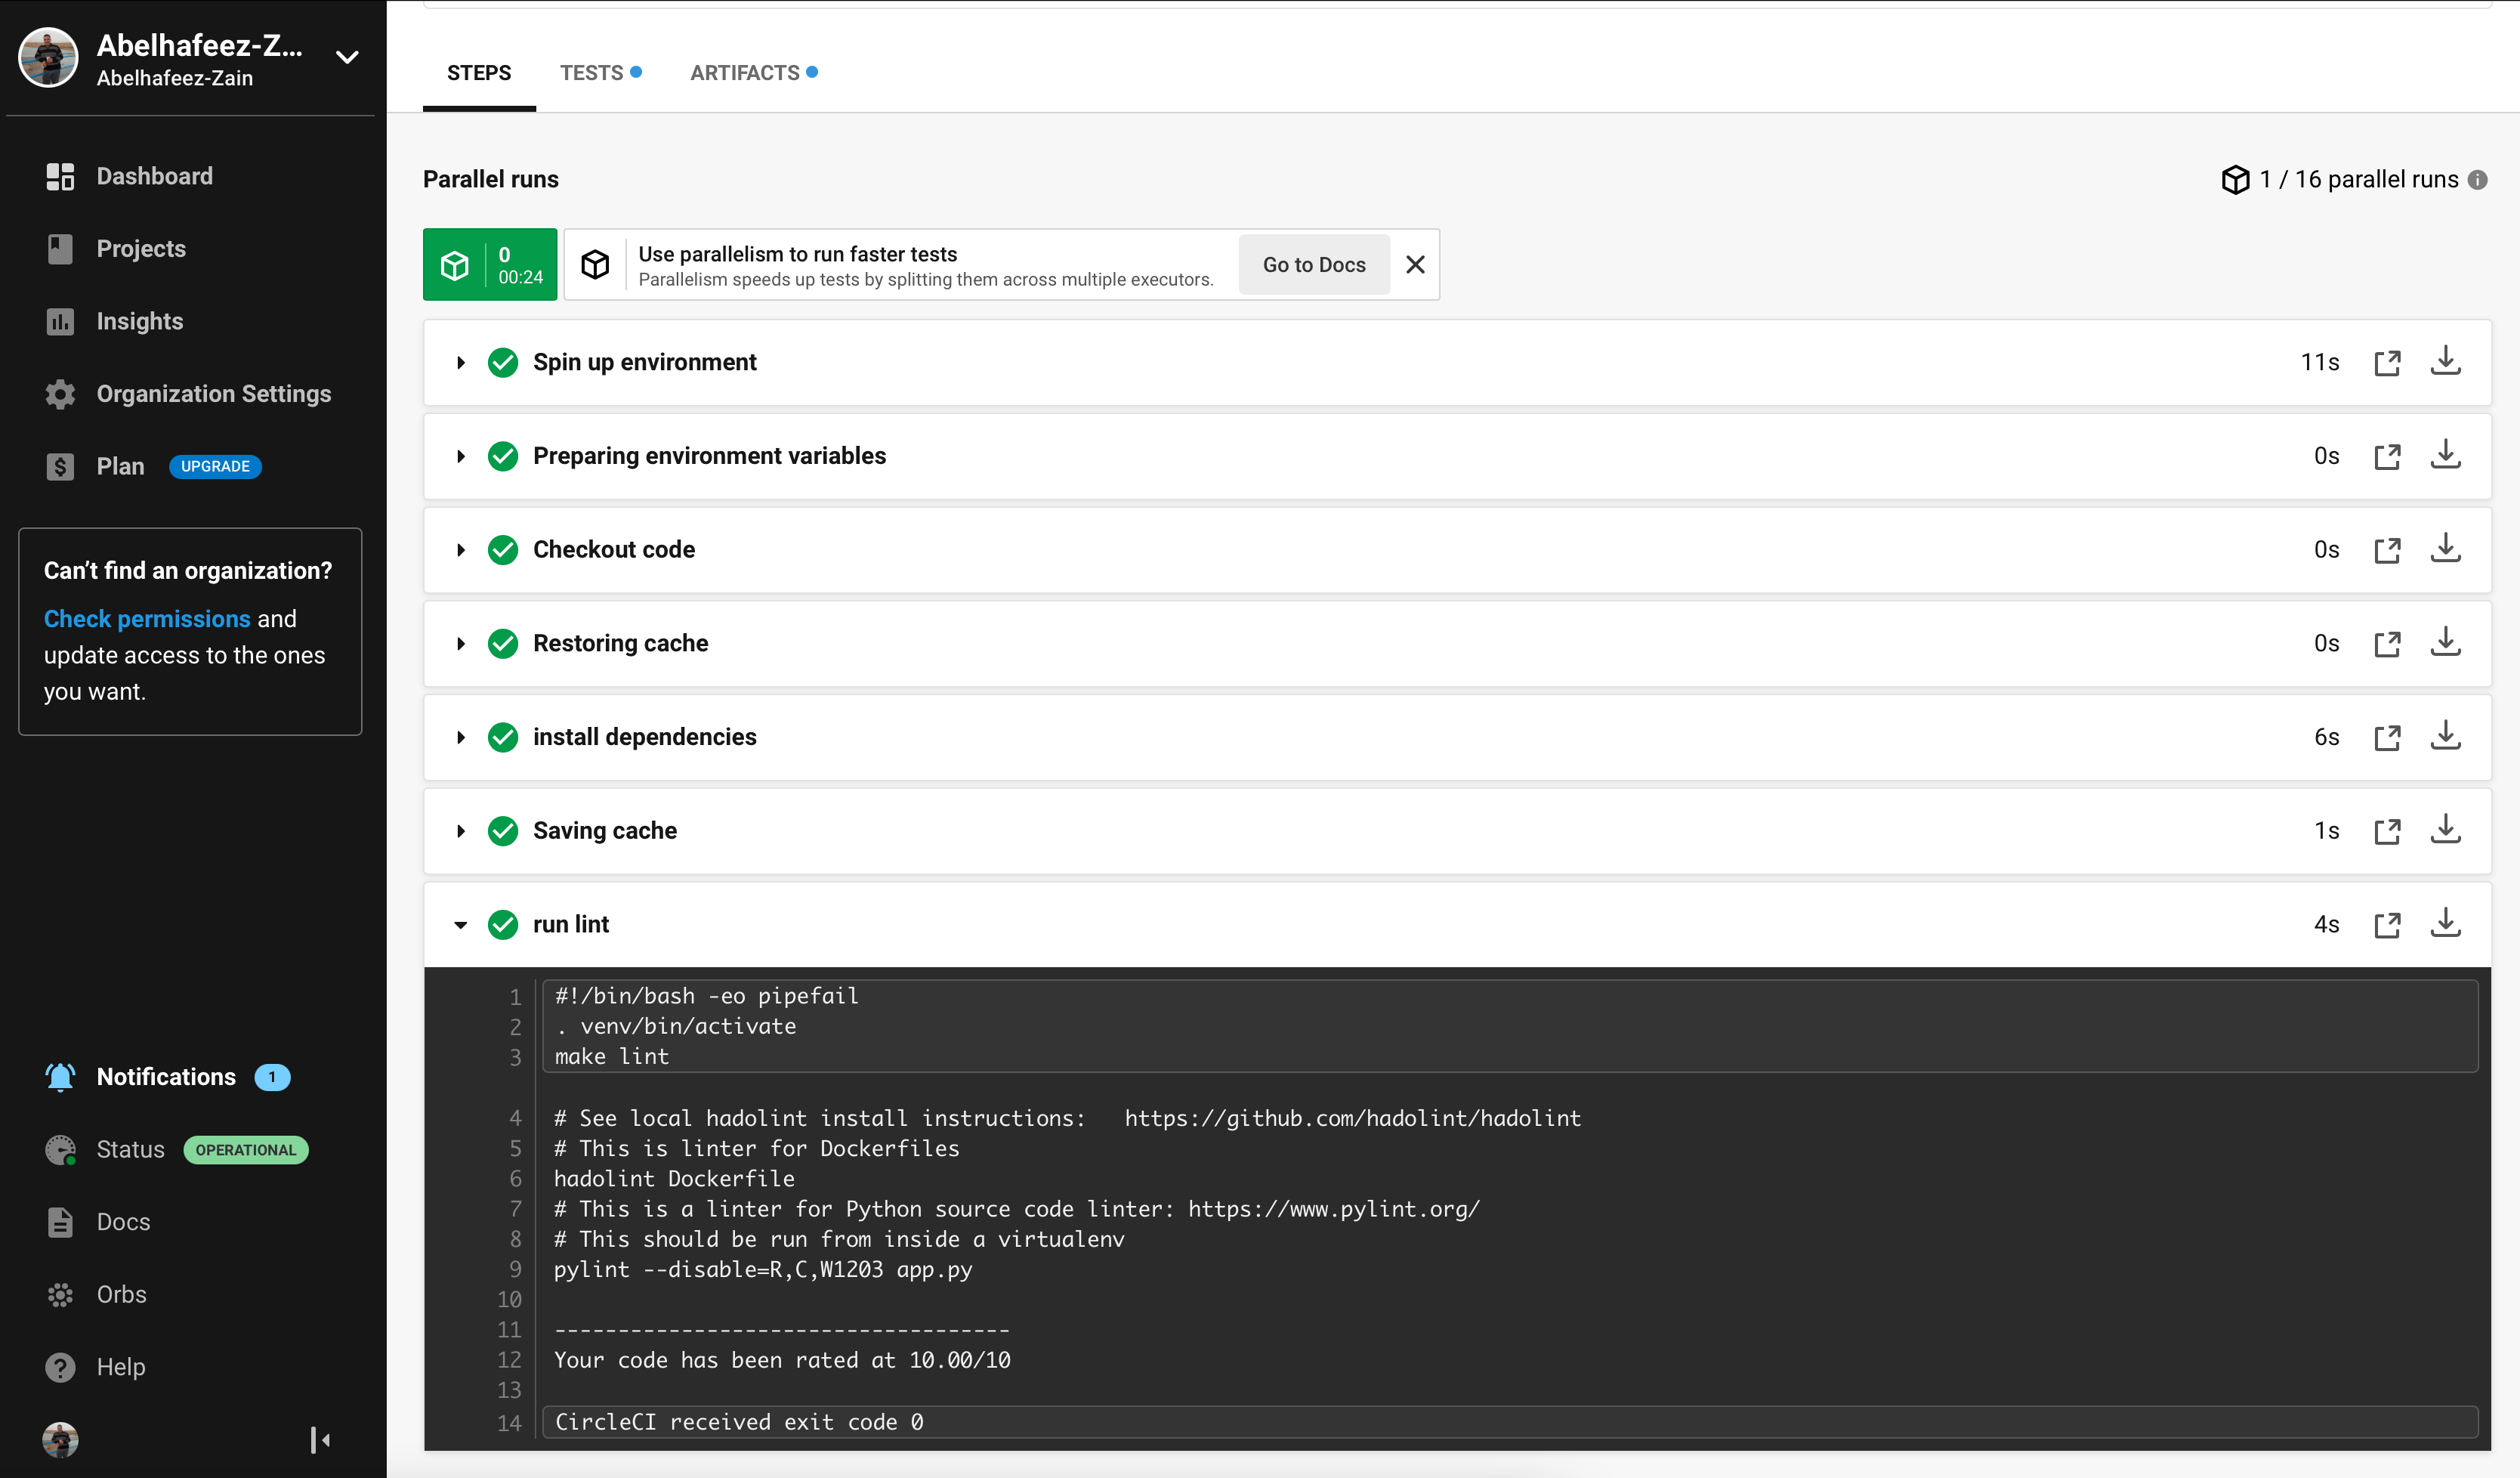 Abelhafeez-Z...
Abelhafeez-Zain
Dashboard
Projects
Insights
Organization Settings
Plan UPGRADE
Can’t find an organization?
Check permissions and
update access to the ones
you want.
Notifications 1
Status OPERATIONAL
Docs
Orbs
Help
STEPS TESTS ARTIFACTS
Parallel runs
1 / 16 parallel runs
0
00:24
Use parallelism to run faster tests
Parallelism speeds up tests by splitting them across multiple executors.
Go to Docs
Spin up environment 11s
Preparing environment variables 0s
Checkout code 0s
Restoring cache 0s
install dependencies 6s
Saving cache 1s
run lint 4s
1 #!/bin/bash -eo pipefail
2 . venv/bin/activate
3 make lint
4 # See local hadolint install instructions:   https://github.com/hadolint/hadolint
5 # This is linter for Dockerfiles
6 hadolint Dockerfile
7 # This is a linter for Python source code linter: https://www.pylint.org/
8 # This should be run from inside a virtualenv
9 pylint --disable=R,C,W1203 app.py
10
11 ------------------------------------
12 Your code has been rated at 10.00/10
13
14 CircleCI received exit code 0